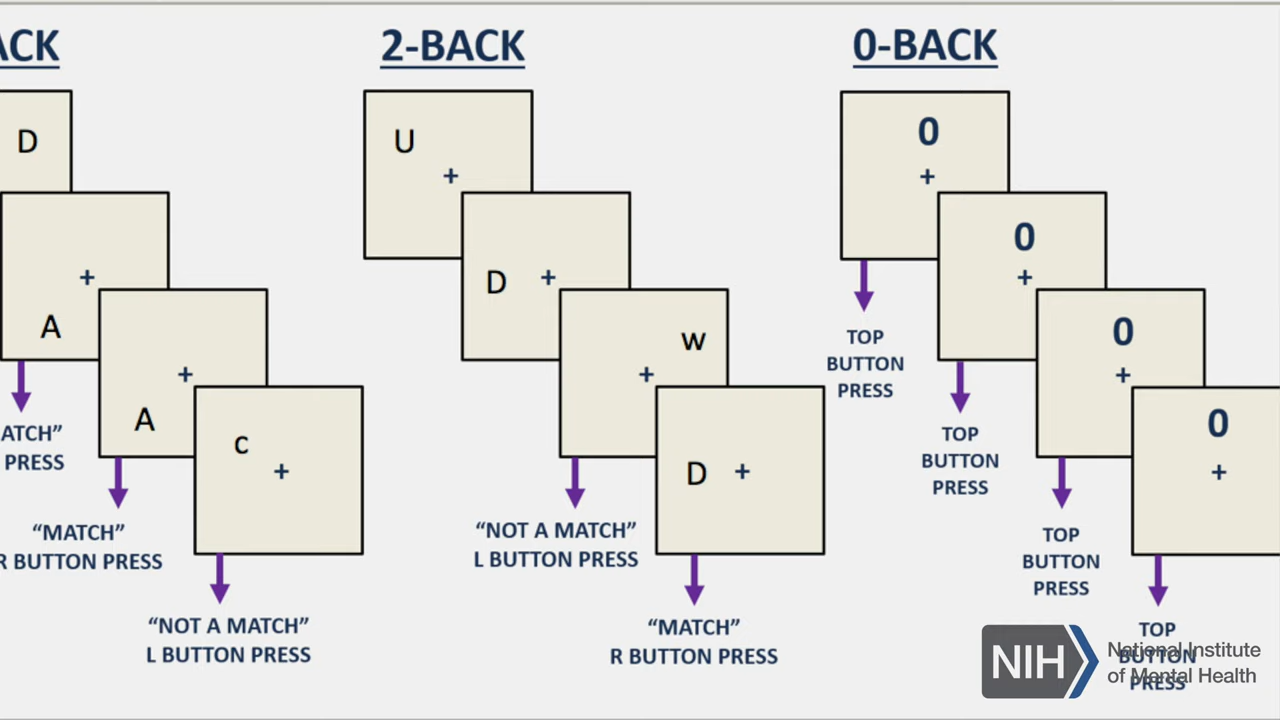 ACK
D
+
A
ATCH"
PRESS
+
A
"MATCH"
R BUTTON PRESS
c
+
"NOT A MATCH"
L BUTTON PRESS
2-BACK
U
+
D +
w
+
"NOT A MATCH"
L BUTTON PRESS
D +
"MATCH"
R BUTTON PRESS
0-BACK
0
+
TOP
BUTTON
PRESS
0
+
TOP
BUTTON
PRESS
0
+
TOP
BUTTON
PRESS
0
+
TOP
BUTTON
PRESS
NIH
National Institute
of Mental Health